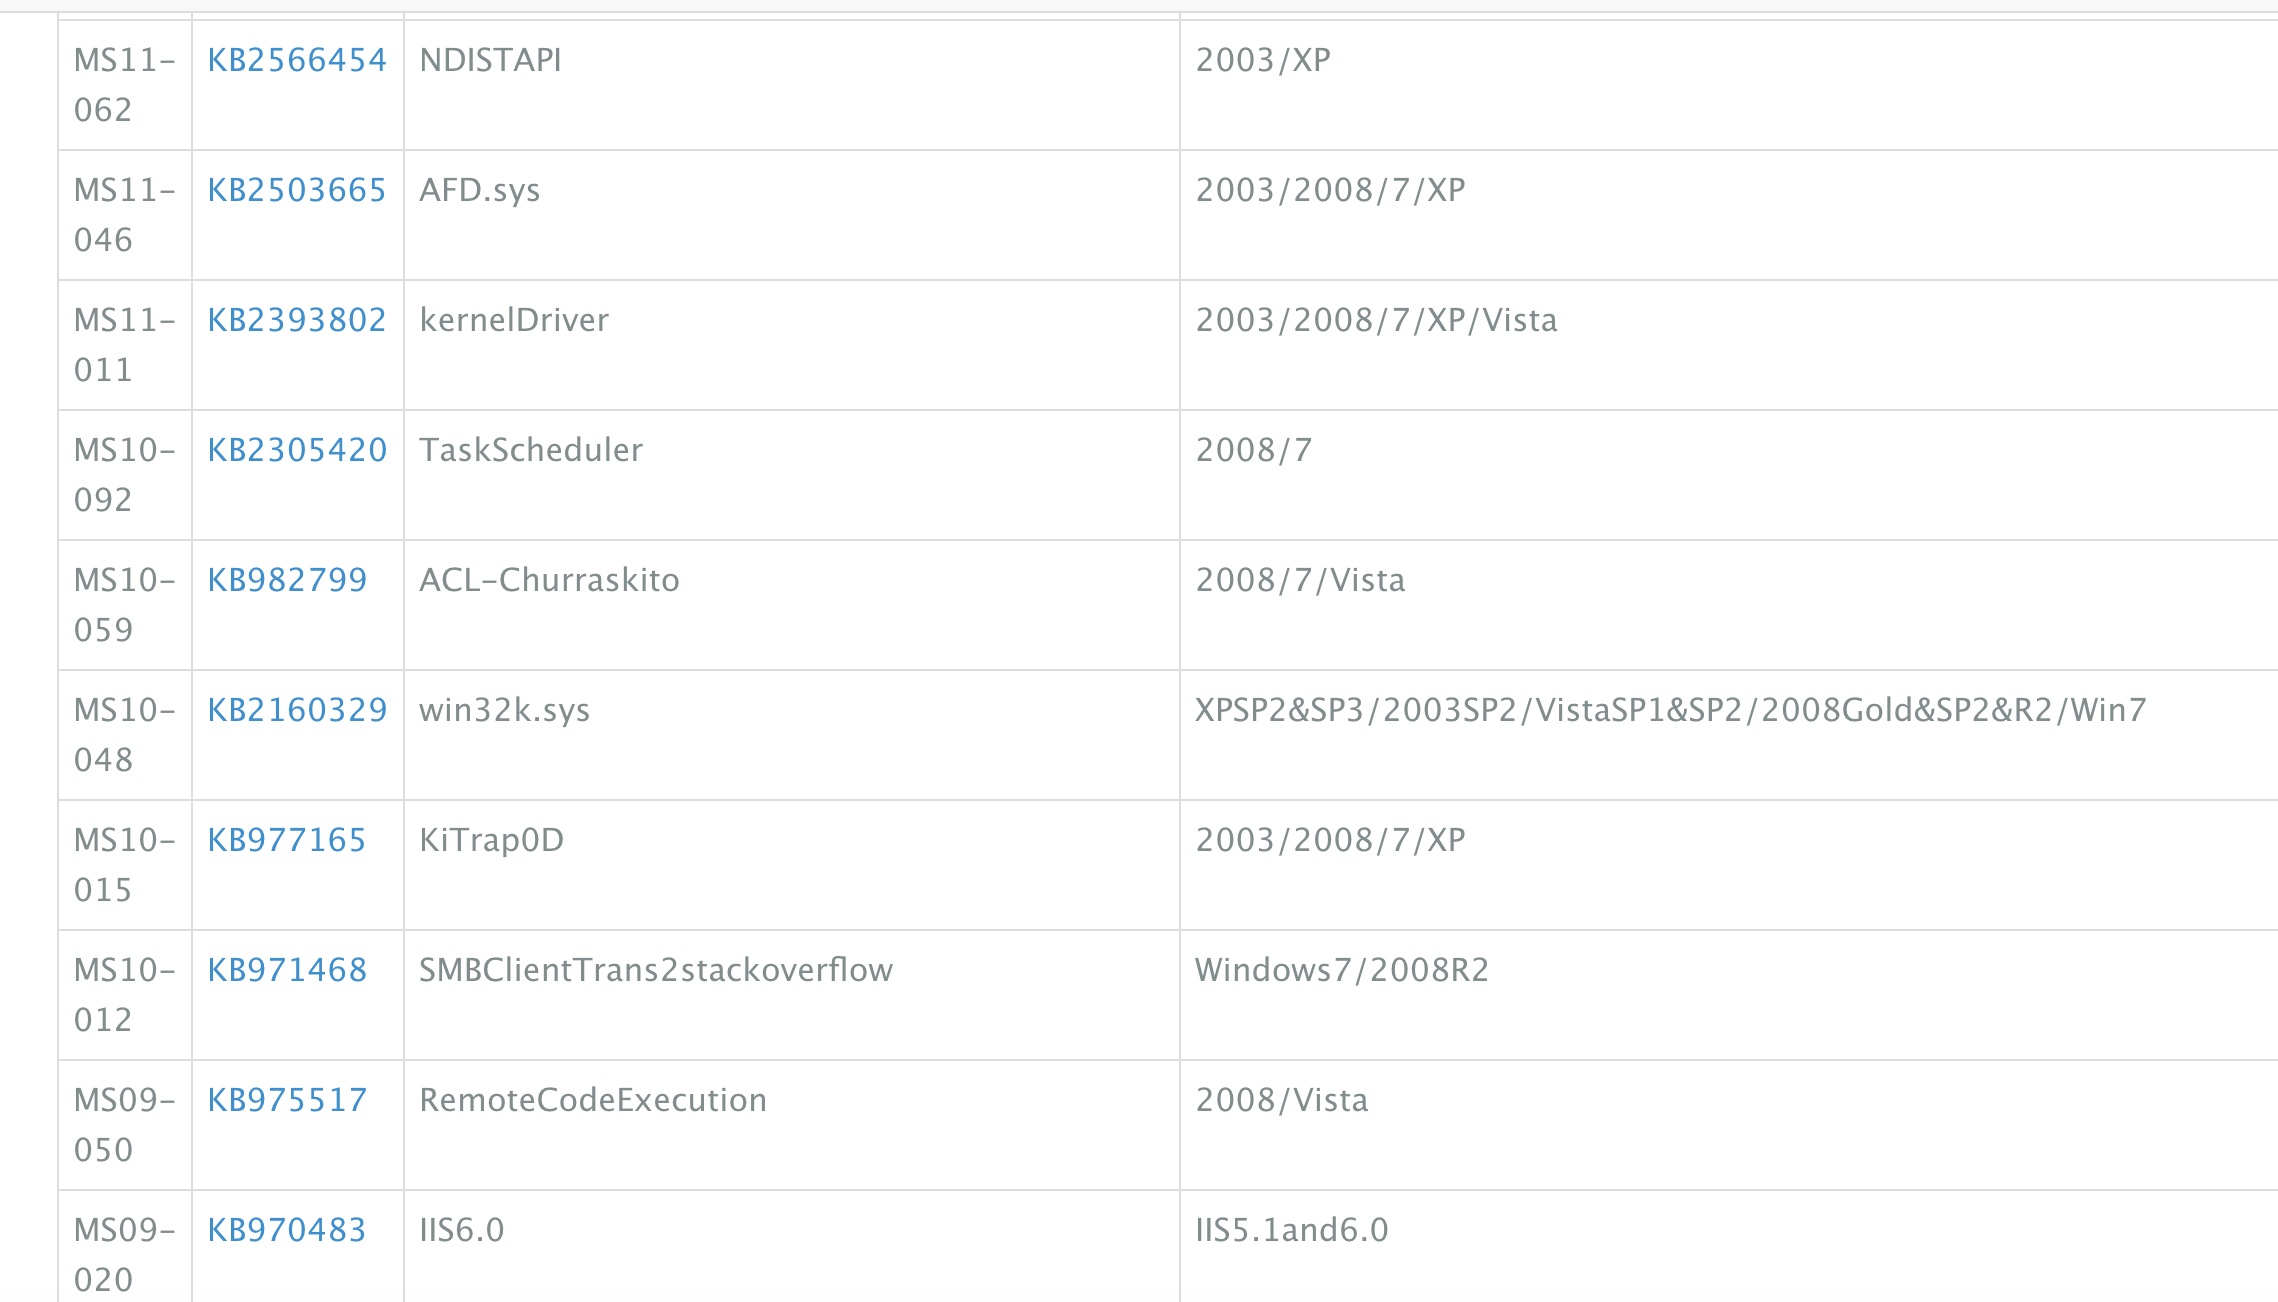 MS11-062 KB2566454 NDISTAPI 2003/XP
MS11-046 KB2503665 AFD.sys 2003/2008/7/XP
MS11-011 KB2393802 kernelDriver 2003/2008/7/XP/Vista
MS10-092 KB2305420 TaskScheduler 2008/7
MS10-059 KB982799 ACL-Churraskito 2008/7/Vista
MS10-048 KB2160329 win32k.sys XPSP2&SP3/2003SP2/VistaSP1&SP2/2008Gold&SP2&R2/Win7
MS10-015 KB977165 KiTrap0D 2003/2008/7/XP
MS10-012 KB971468 SMBClientTrans2stackoverflow Windows7/2008R2
MS09-050 KB975517 RemoteCodeExecution 2008/Vista
MS09-020 KB970483 IIS6.0 IIS5.1and6.0